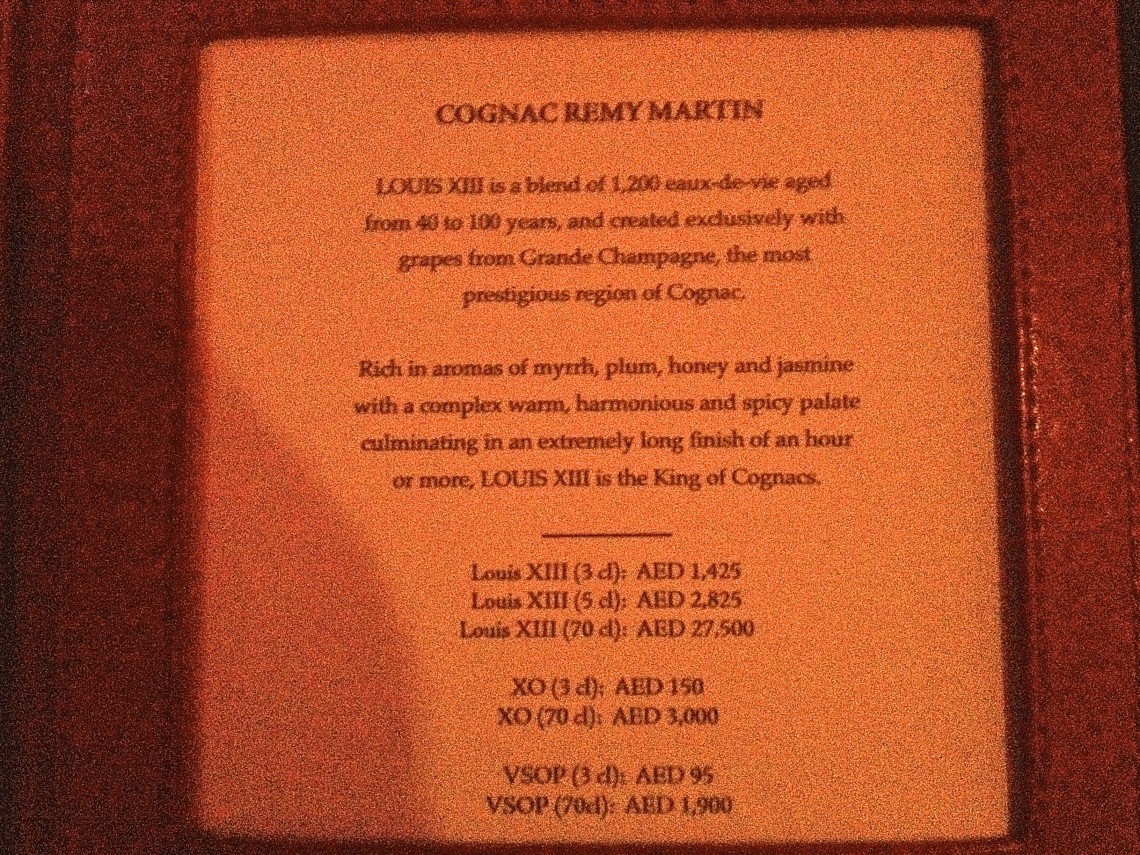 COGNAC REMY MARTIN
LOUIS XIII is a blend of 1,200 eaux-de-vie aged
from 40 to 100 years, and created exclusively with
grapes from Grande Champagne, the most
prestigious region of Cognac.
Rich in aromas of myrrh, plum, honey and jasmine
with a complex warm, harmonious and spicy palate
culminating in an extremely long finish of an hour
or more, LOUIS XIII is the King of Cognacs.
Louis XIII (3 cl): AED 1,425
Louis XIII (5 cl): AED 2,825
Louis XIII (70 cl): AED 27,500
XO (3 cl): AED 150
XO (70 cl): AED 3,000
VSOP (3 cl): AED 95
VSOP (70cl): AED 1,900